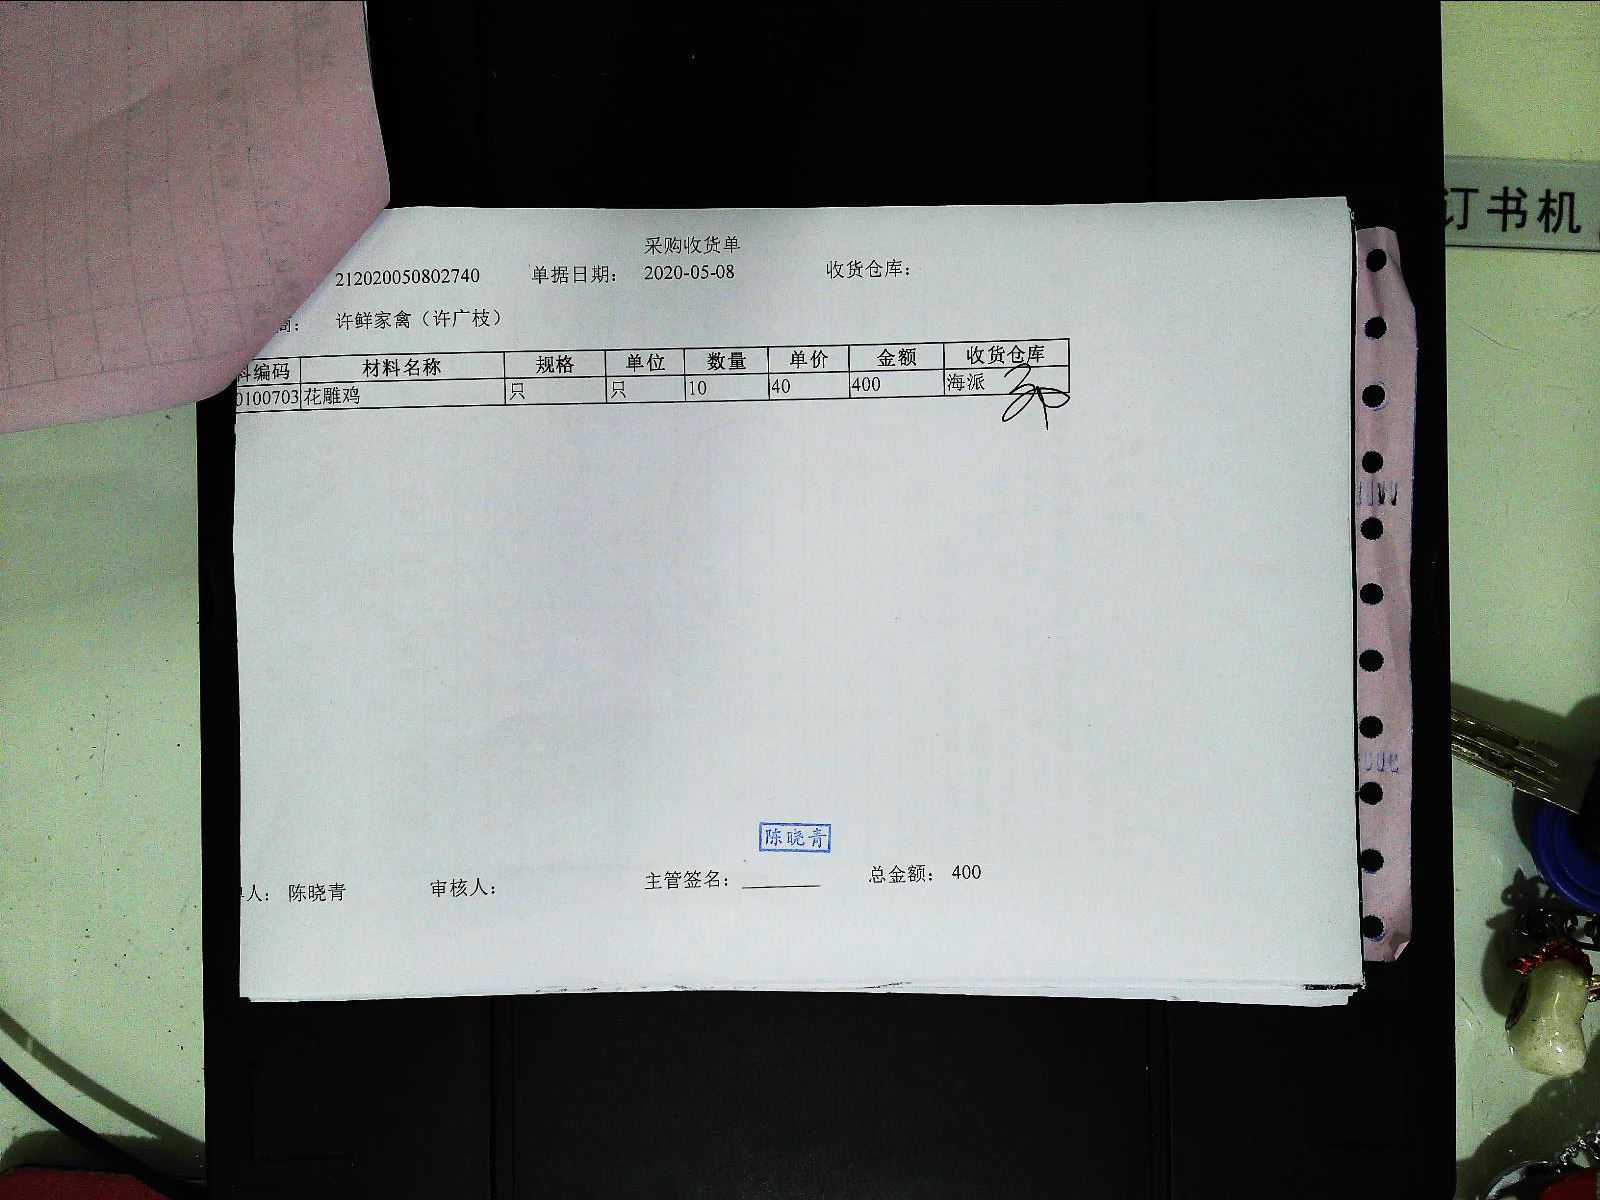 采购收货单
212020050802740 单据日期： 2020-05-08 收货仓库：
商： 许鲜家禽（许广枝）
料编码 材料名称 规格 单位 数量 单价 金额 收货仓库
0100703 花雕鸡 只 只 10 40 400 海派
陈晓青
人： 陈晓青 审核人： 主管签名： 总金额： 400
订书机